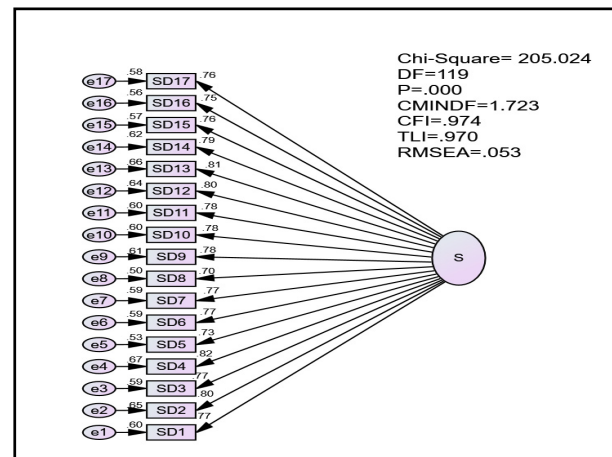 Chi-Square= 205.024
DF=119
P=.000
CMINDF=1.723
CFI=.974
TLI=.970
RMSEA=.053
e17 .58 SD17 .76
e16 .56 SD16 .75
e15 .57 SD15 .76
e14 .62 SD14 .79
e13 .66 SD13 .81
e12 .64 SD12 .80
e11 .60 SD11 .78
e10 .60 SD10 .78
e9 .61 SD9 .78
e8 .50 SD8 .70
e7 .59 SD7 .77
e6 .59 SD6 .77
e5 .53 SD5 .73
e4 .67 SD4 .82
e3 .59 SD3 .77
e2 .65 SD2 .80
e1 .60 SD1 .77
S